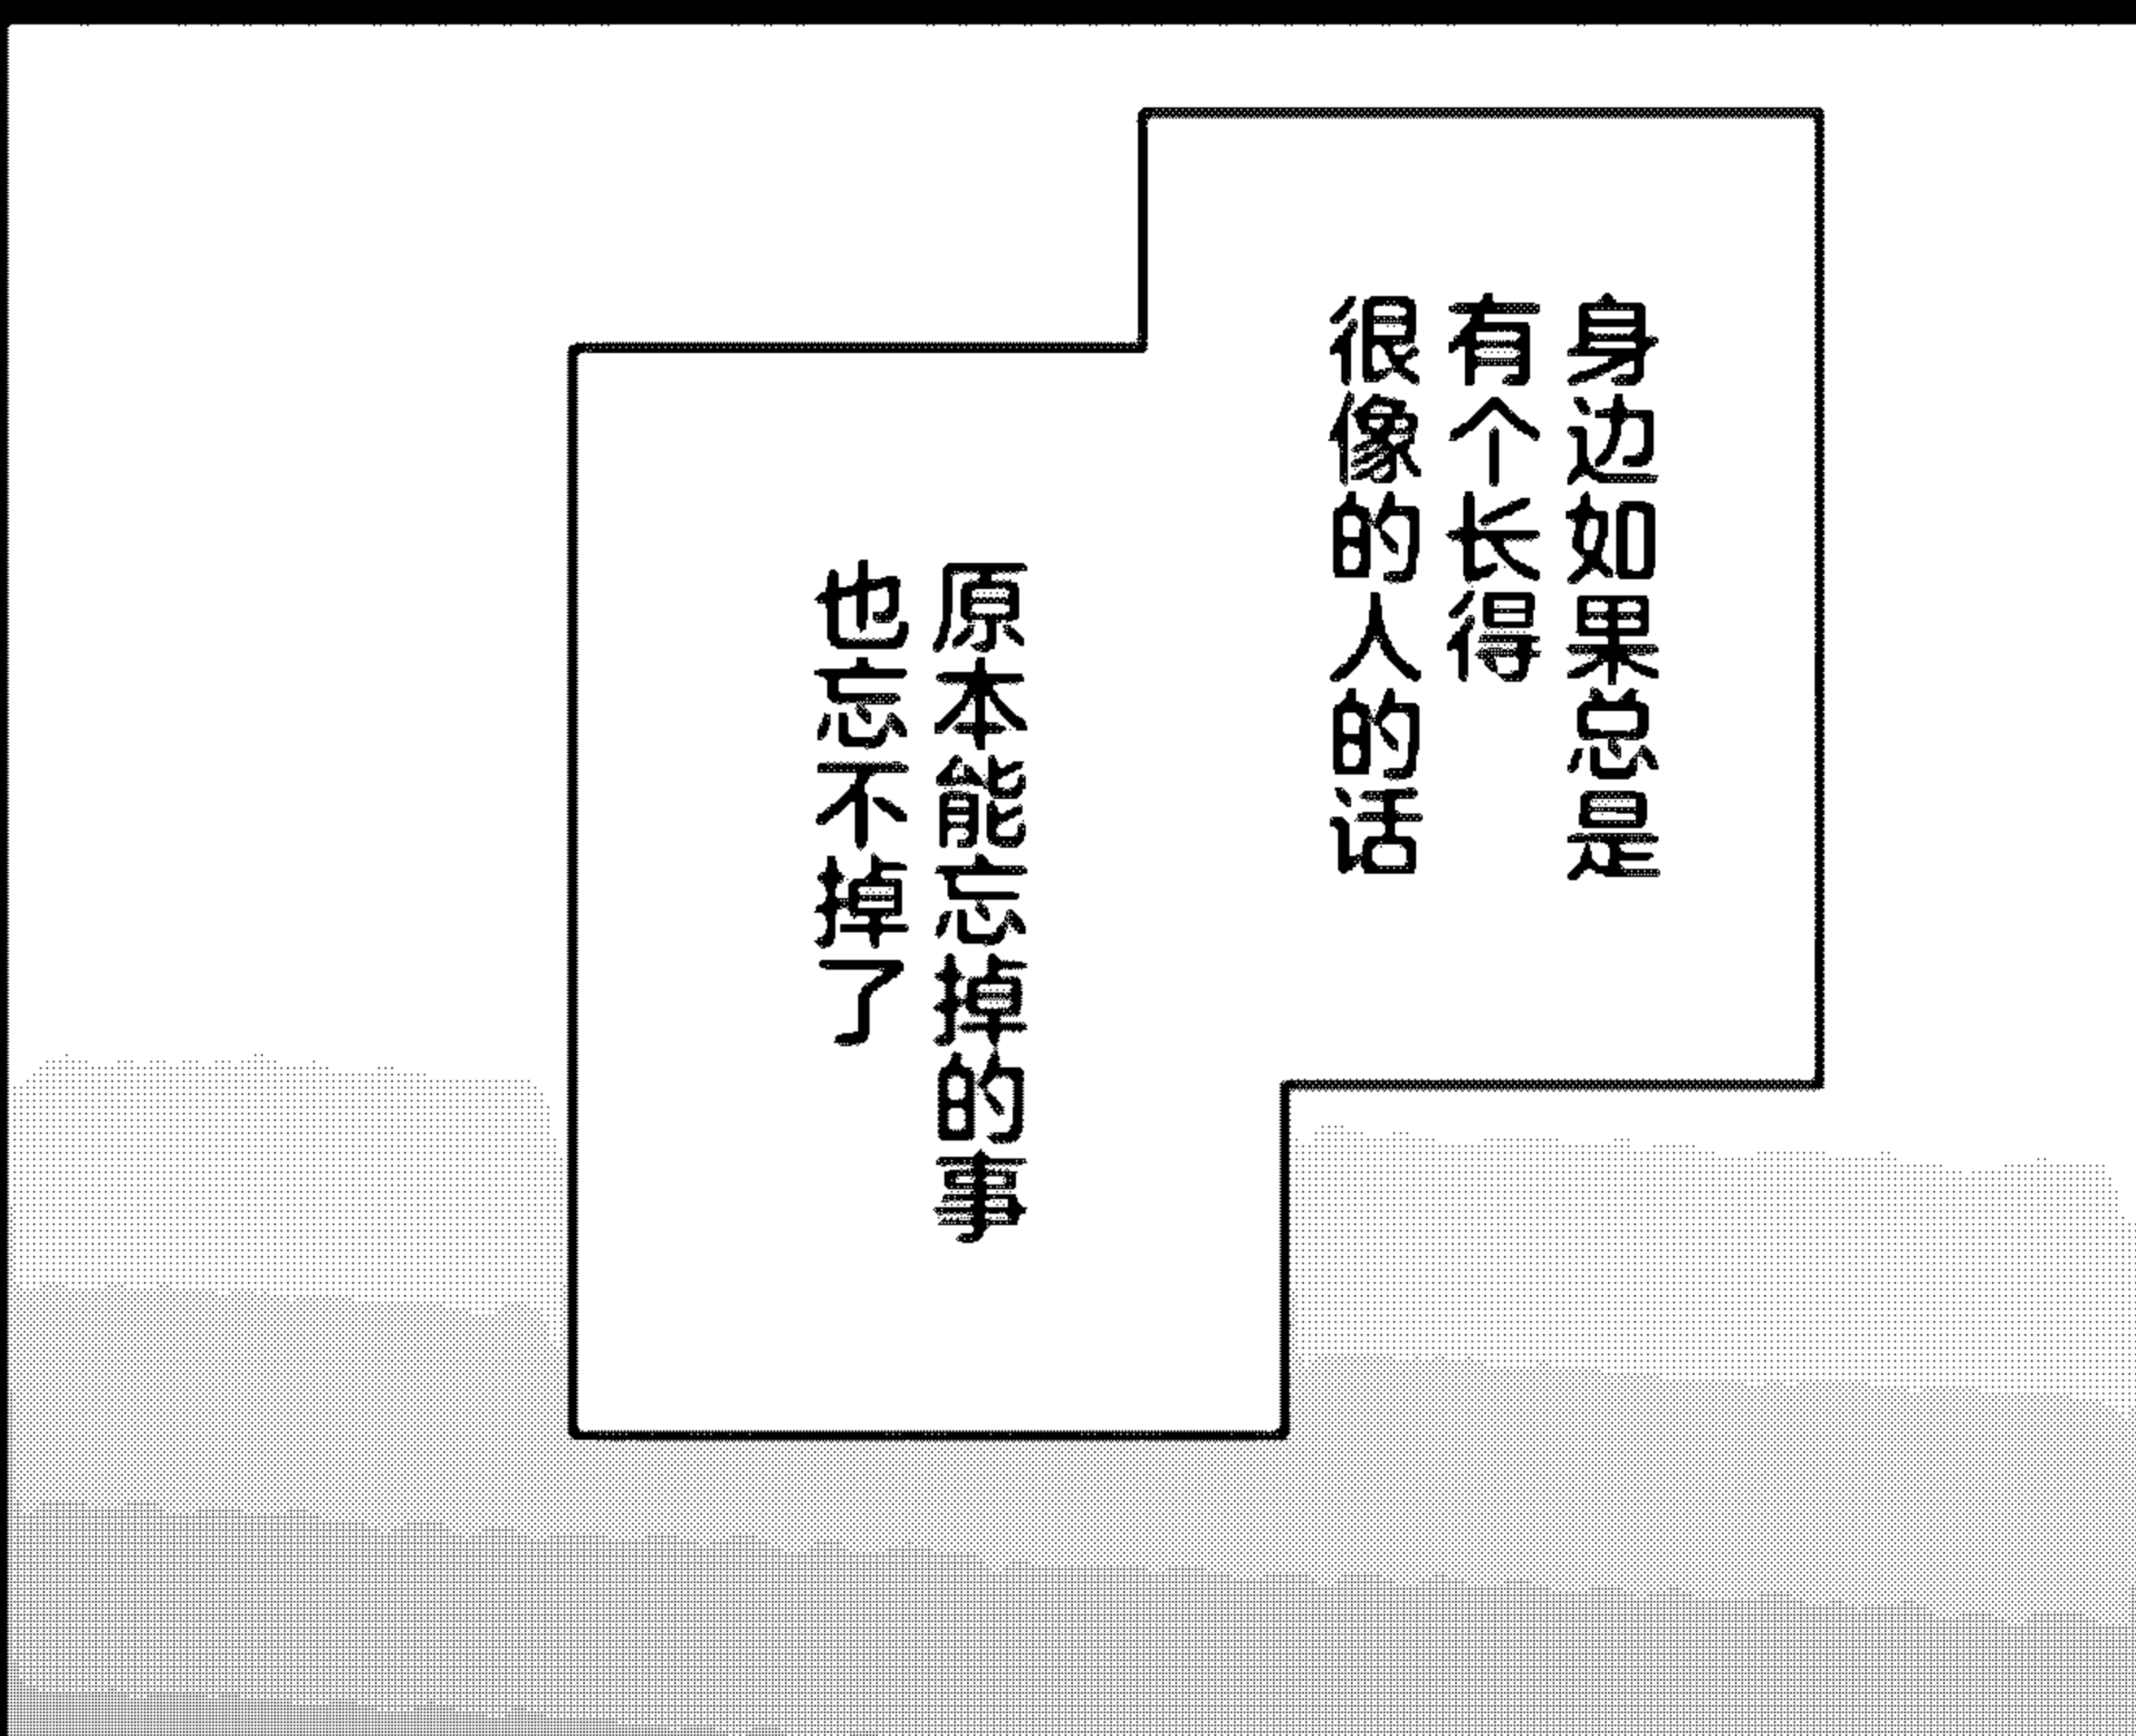 身边如果总是
有个长得
很像的人的话
原本能忘掉的事
也忘不掉了